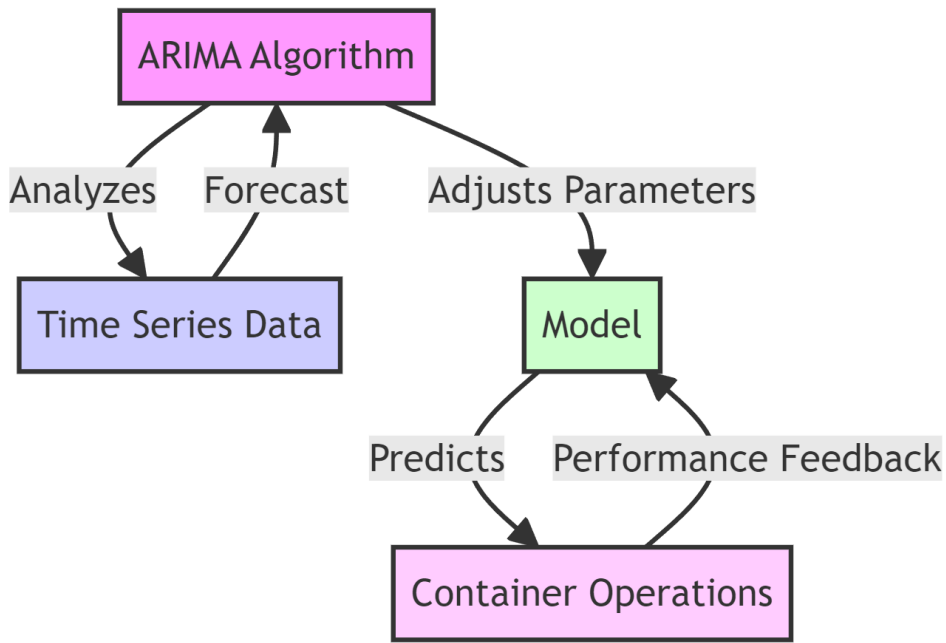 ARIMA Algorithm
Analyzes
Forecast
Adjusts Parameters
Time Series Data
Model
Predicts
Performance Feedback
Container Operations